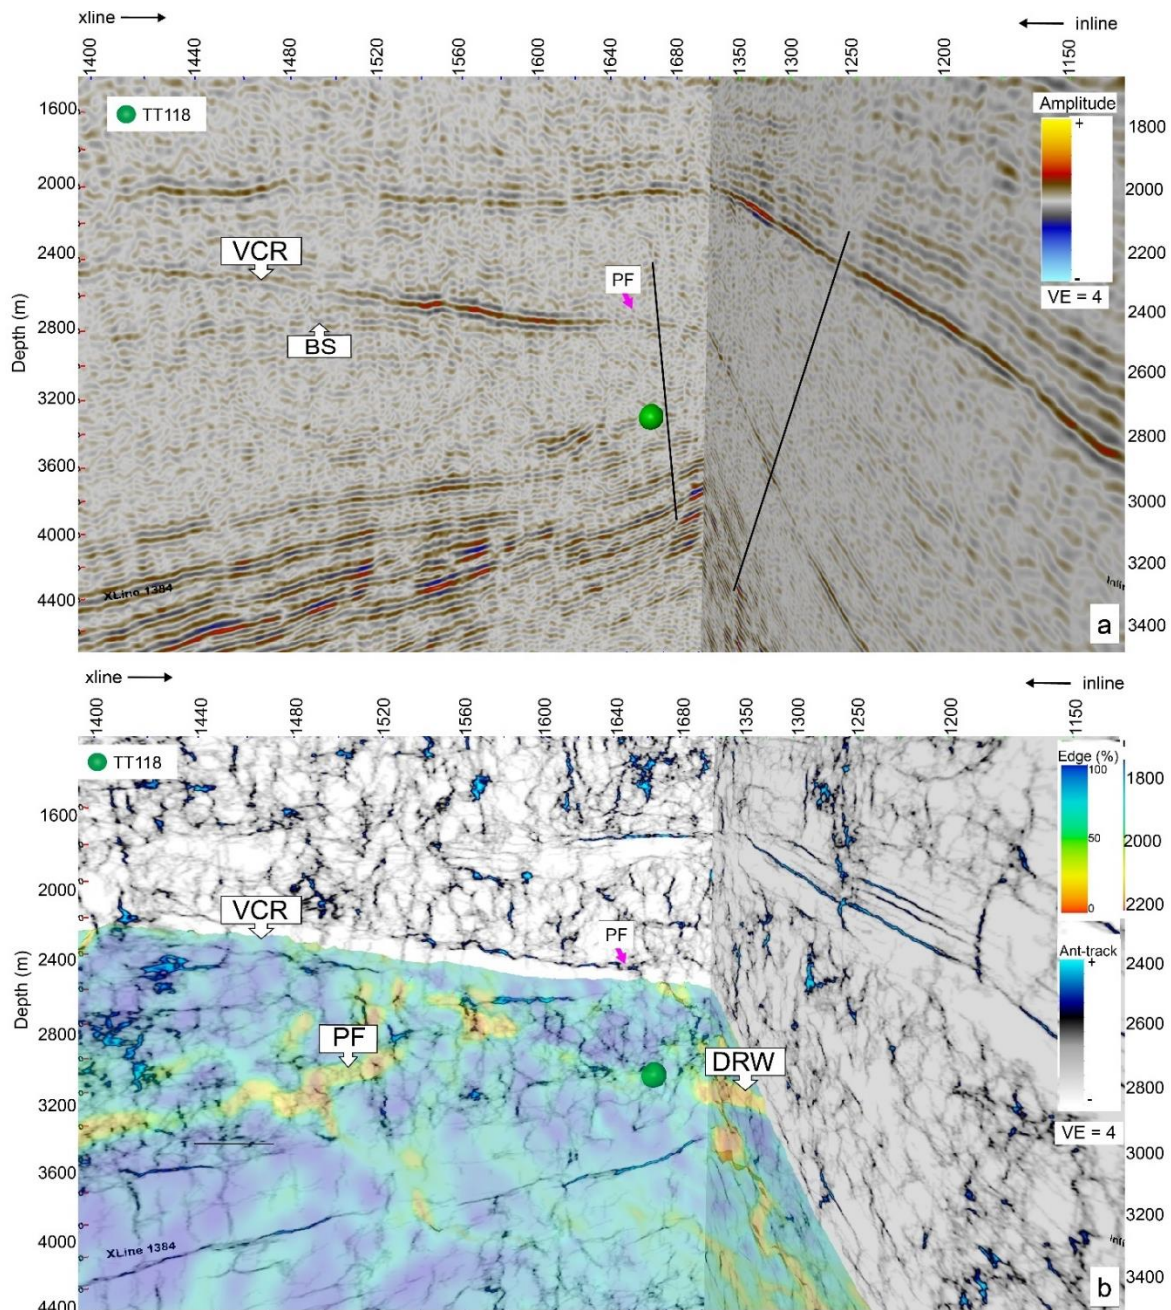 xline
inline
1400 1440 1480 1520 1560 1600 1640 1680 1350 1300 1250 1200 1150
TT118
Amplitude
+
-
VE = 4
1600
2000
2400
2800
3200
3600
4000
4400
Depth (m)
1800
2000
2200
2400
2600
2800
3000
3200
3400
VCR
PF
BS
XLine 1384
a
xline
inline
1400 1440 1480 1520 1560 1600 1640 1680 1350 1300 1250 1200 1150
TT118
Edge (%)
100
50
0
Ant-track
+
-
VE = 4
1600
2000
2400
2800
3200
3600
4000
4400
Depth (m)
1800
2000
2200
2400
2600
2800
3000
3200
3400
VCR
PF
PF
DRW
XLine 1384
b